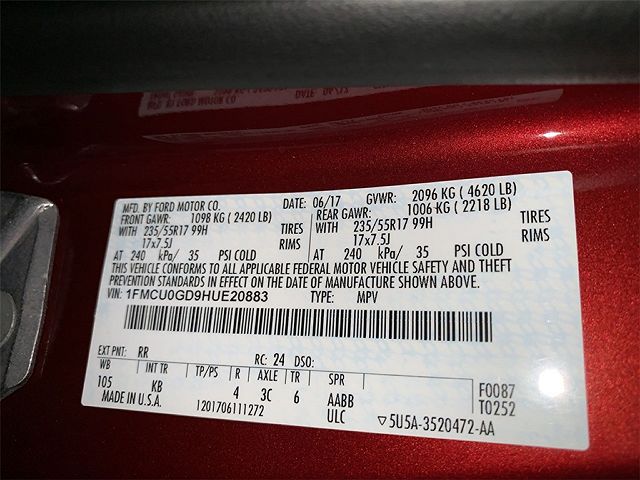 MFD. BY FORD MOTOR CO. DATE: 06/17 GVWR: 2096 KG ( 4620 LB)
FRONT GAWR: 1098 KG ( 2420 LB) REAR GAWR: 1006 KG ( 2218 LB)
WITH 235/55R17 99H TIRES WITH 235/55R17 99H TIRES
17x7.5J RIMS 17x7.5J RIMS
AT 240 kPa/ 35 PSI COLD AT 240 kPa/ 35 PSI COLD
THIS VEHICLE CONFORMS TO ALL APPLICABLE FEDERAL MOTOR VEHICLE SAFETY AND THEFT
PREVENTION STANDARDS IN EFFECT ON THE DATE OF MANUFACTURE SHOWN ABOVE.
VIN: 1FMCU0GD9HUE20883 TYPE: MPV
EXT PNT: RR RC: 24 DSO:
WB INT TR TP/PS R AXLE TR SPR F0087
105 KB 4 3C 6 AABB T0252
MADE IN U.S.A. 1201706111272 ULC ▽5U5A-3520472-AA